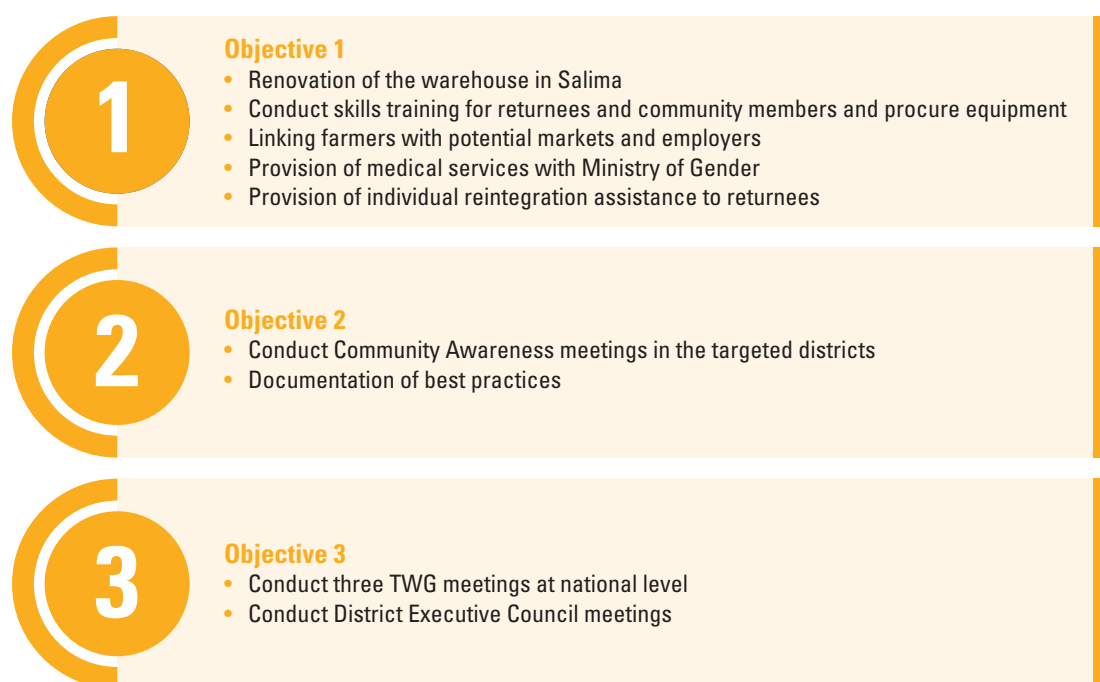 1
Objective 1
• Renovation of the warehouse in Salima
• Conduct skills training for returnees and community members and procure equipment
• Linking farmers with potential markets and employers
• Provision of medical services with Ministry of Gender
• Provision of individual reintegration assistance to returnees
2
Objective 2
• Conduct Community Awareness meetings in the targeted districts
• Documentation of best practices
3
Objective 3
• Conduct three TWG meetings at national level
• Conduct District Executive Council meetings